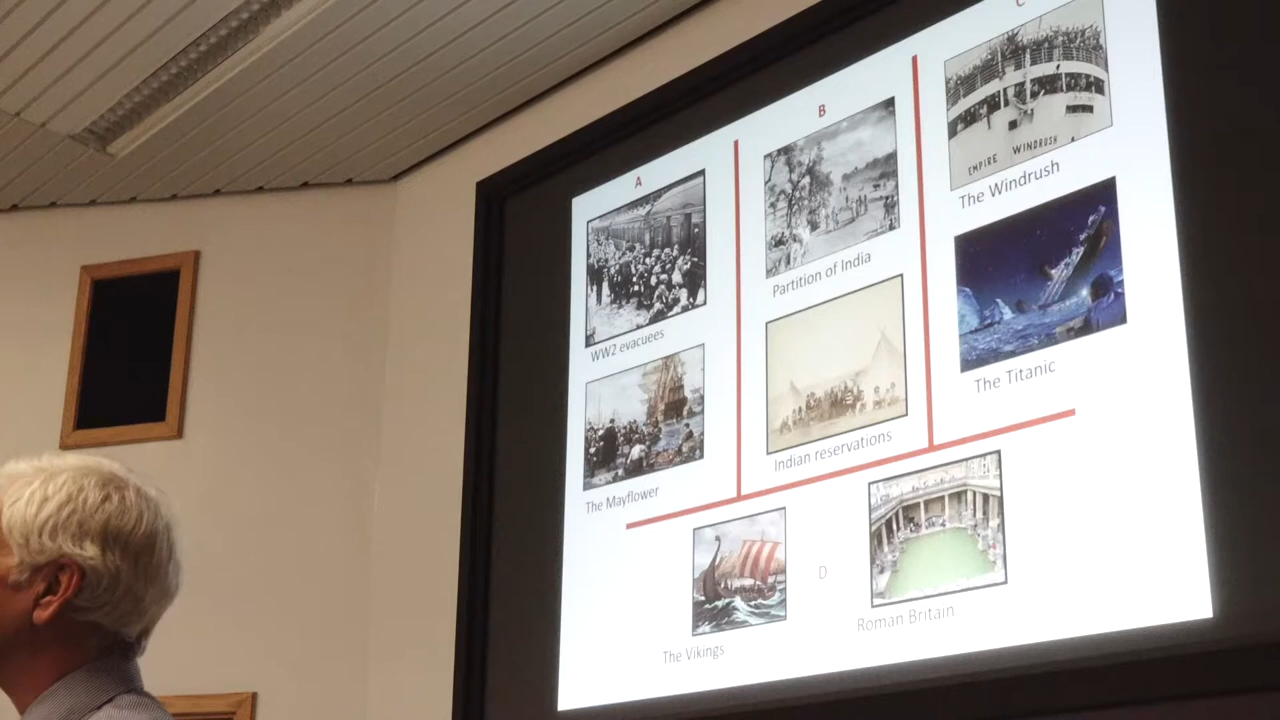 A
WW2 evacuees
The Mayflower
B
Partition of India
Indian reservations
C
EMPIRE WINDRUSH
The Windrush
The Titanic
D
The Vikings
Roman Britain